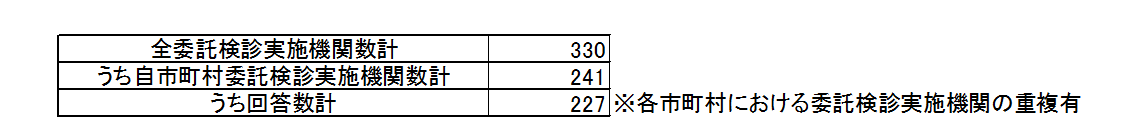 全委託検診実施機関数計 330
うち自市町村委託検診実施機関数計 241
うち回答数計 227 ※各市町村における委託検診実施機関の重複有